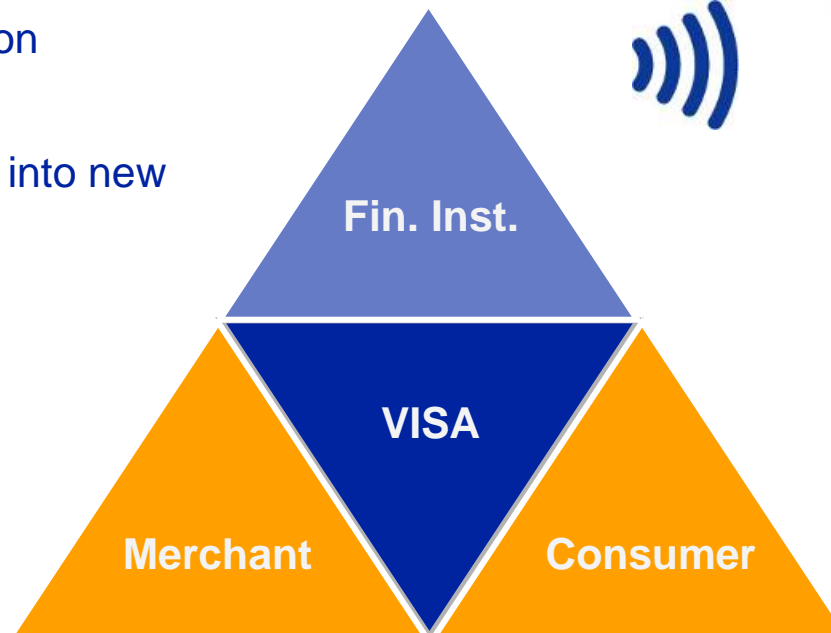 on
into new
Fin. Inst.
VISA
Merchant
Consumer